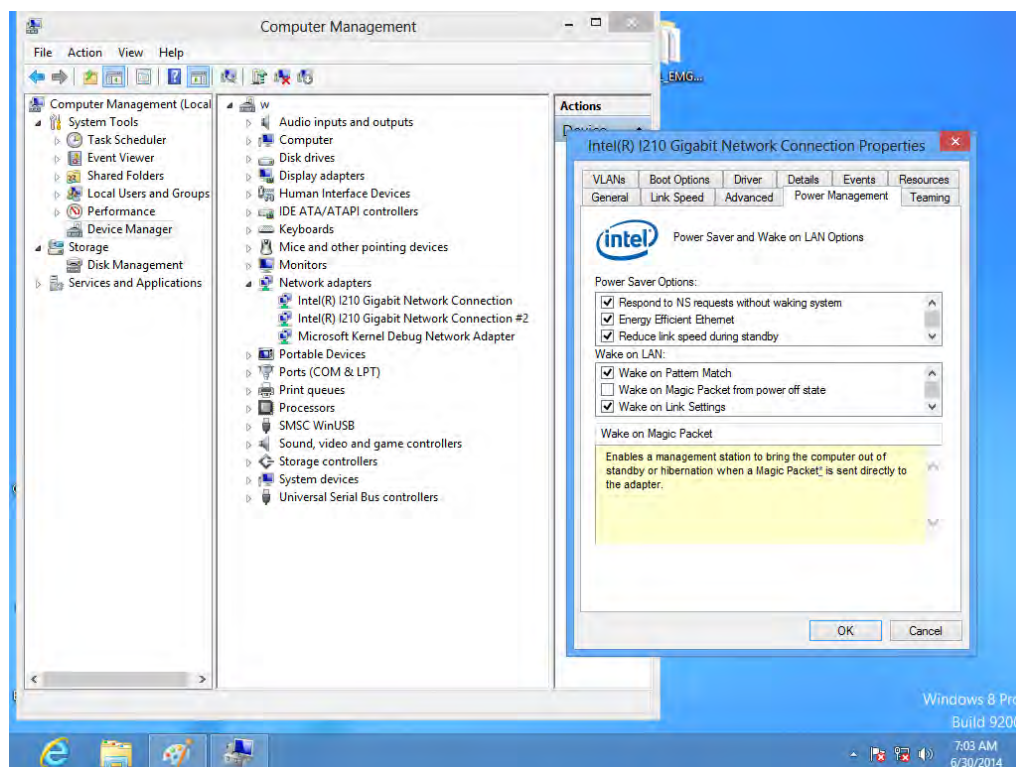 Computer Management
File Action View Help
Computer Management (Local
System Tools
Task Scheduler
Event Viewer
Shared Folders
Local Users and Groups
Performance
Device Manager
Storage
Disk Management
Services and Applications
w
Audio inputs and outputs
Computer
Disk drives
Display adapters
Human Interface Devices
IDE ATA/ATAPI controllers
Keyboards
Mice and other pointing devices
Monitors
Network adapters
Intel(R) I210 Gigabit Network Connection
Intel(R) I210 Gigabit Network Connection #2
Microsoft Kernel Debug Network Adapter
Portable Devices
Ports (COM & LPT)
Print queues
Processors
SMSC WinUSB
Sound, video and game controllers
Storage controllers
System devices
Universal Serial Bus controllers
Actions
EMG...
Intel(R) I210 Gigabit Network Connection Properties
VLANs Boot Options Driver Details Events Resources
General Link Speed Advanced Power Management Teaming
intel
Power Saver and Wake on LAN Options
Power Saver Options:
Respond to NS requests without waking system
Energy Efficient Ethernet
Reduce link speed during standby
Wake on LAN:
Wake on Pattern Match
Wake on Magic Packet from power off state
Wake on Link Settings
Wake on Magic Packet
Enables a management station to bring the computer out of
standby or hibernation when a Magic Packet* is sent directly to
the adapter.
OK Cancel
Windows 8 Pro
Build 9200
7:03 AM
6/30/2014